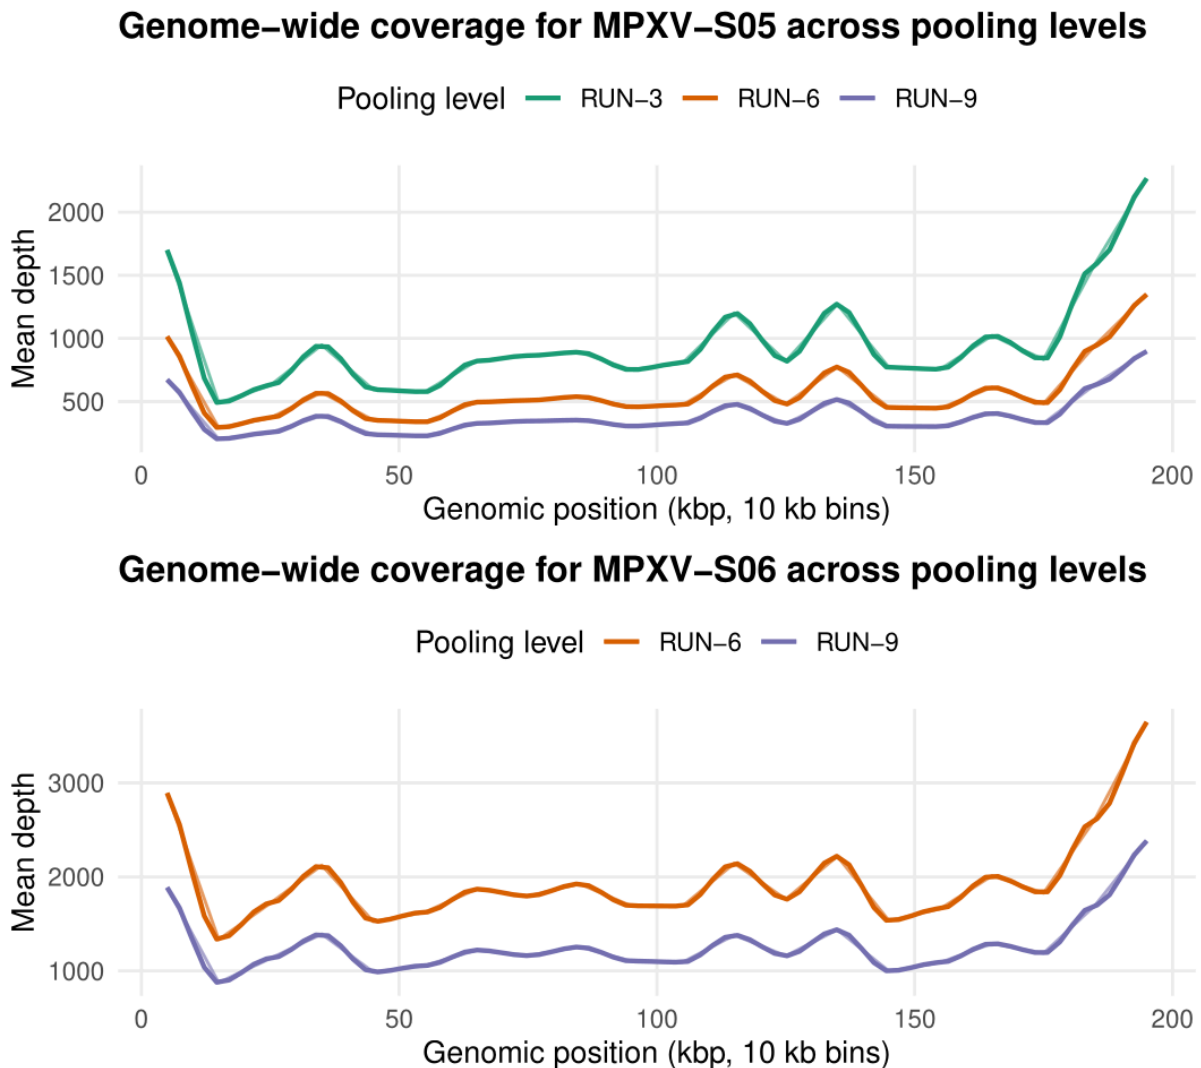 Genome−wide coverage for MPXV−S05 across pooling levels
Pooling level RUN−3 RUN−6 RUN−9
2000
1500
1000
500
Mean depth
0 50 100 150 200
Genomic position (kbp, 10 kb bins)
Genome−wide coverage for MPXV−S06 across pooling levels
Pooling level RUN−6 RUN−9
3000
2000
1000
Mean depth
0 50 100 150 200
Genomic position (kbp, 10 kb bins)